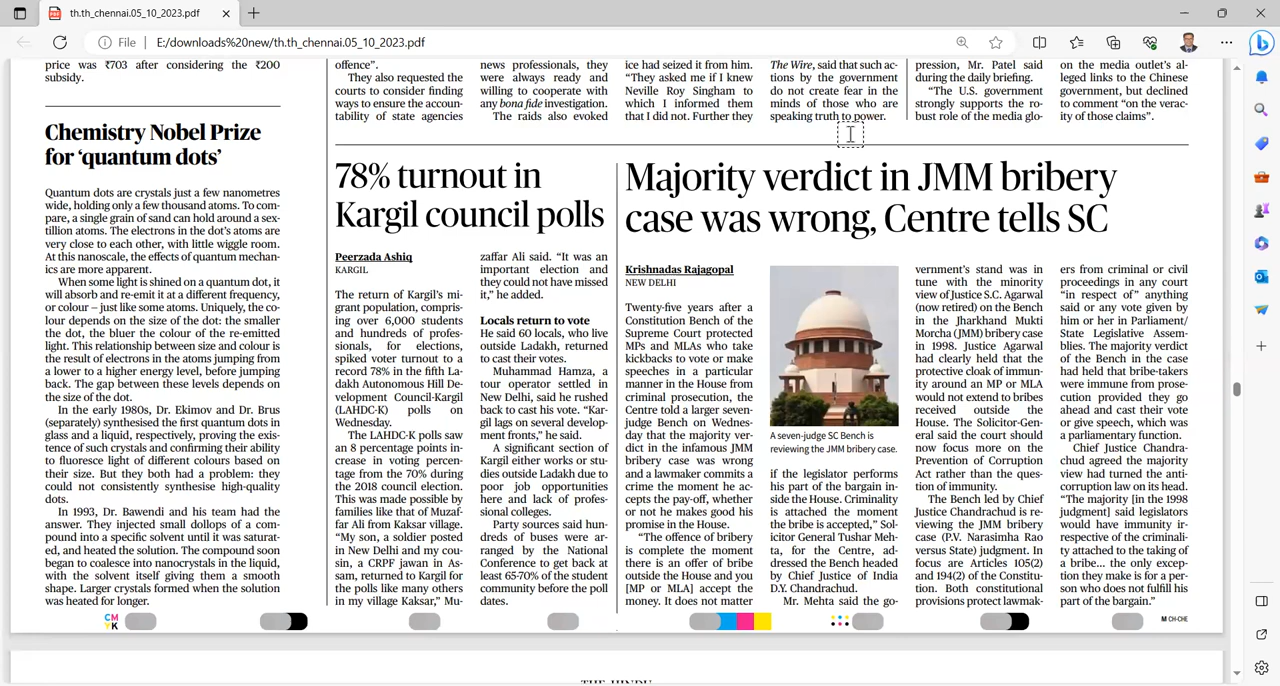 th.th_chennai.05_10_2023.pdf
File
E:/downloads%20new/th.th_chennai.05_10_2023.pdf
price was ₹703 after considering the ₹200
subsidy.
Chemistry Nobel Prize
for ‘quantum dots’
Quantum dots are crystals just a few nanometres
wide, holding only a few thousand atoms. To com-
pare, a single grain of sand can hold around a sex-
tillion atoms. The electrons in the dot’s atoms are
very close to each other, with little wiggle room.
At this nanoscale, the effects of quantum mechan-
ics are more apparent.
When some light is shined on a quantum dot, it
will absorb and re-emit it at a different frequency,
or colour – just like some atoms. Uniquely, the co-
lour depends on the size of the dot: the smaller
the dot, the bluer the colour of the re-emitted
light. This relationship between size and colour is
the result of electrons in the atoms jumping from
a lower to a higher energy level, before jumping
back. The gap between these levels depends on
the size of the dot.
In the early 1980s, Dr. Ekimov and Dr. Brus
(separately) synthesised the first quantum dots in
glass and a liquid, respectively, proving the exis-
tence of such crystals and confirming their ability
to fluoresce light of different colours based on
their size. But they both had a problem: they
could not consistently synthesise high-quality
dots.
In 1993, Dr. Bawendi and his team had the
answer. They injected small dollops of a com-
pound into a specific solvent until it was saturat-
ed, and heated the solution. The compound soon
began to coalesce into nanocrystals in the liquid,
with the solvent itself giving them a smooth
shape. Larger crystals formed when the solution
was heated for longer.
offence”.
They also requested the
courts to consider finding
ways to ensure the accoun-
tability of state agencies
news professionals, they
were always ready and
willing to cooperate with
any bona fide investigation.
The raids also evoked
ice had seized it from him.
“They asked me if I knew
Neville Roy Singham to
which I informed them
that I did not. Further they
The Wire, said that such ac-
tions by the government
do not create fear in the
minds of those who are
speaking truth to power.
pression, Mr. Patel said
during the daily briefing.
“The U.S. government
strongly supports the ro-
bust role of the media glo-
on the media outlet’s al-
leged links to the Chinese
government, but declined
to comment “on the verac-
ity of those claims”.
78% turnout in
Kargil council polls
Peerzada Ashiq
KARGIL
The return of Kargil’s mi-
grant population, compris-
ing over 6,000 students
and hundreds of profes-
sionals, for elections,
spiked voter turnout to a
record 78% in the fifth La-
dakh Autonomous Hill De-
velopment Council-Kargil
(LAHDC-K) polls on
Wednesday.
The LAHDC-K polls saw
an 8 percentage points in-
crease in voting percen-
tage from the 70% during
the 2018 council election.
This was made possible by
families like that of Muzaf-
far Ali from Kaksar village.
“My son, a soldier posted
in New Delhi and my cou-
sin, a CRPF jawan in As-
sam, returned to Kargil for
the polls like many others
in my village Kaksar,” Mu-
zaffar Ali said. “It was an
important election and
they could not have missed
it,” he added.
Locals return to vote
He said 60 locals, who live
outside Ladakh, returned
to cast their votes.
Muhammad Hamza, a
tour operator settled in
New Delhi, said he rushed
back to cast his vote. “Kar-
gil lags on several develop-
ment fronts,” he said.
A significant section of
Kargil either works or stu-
dies outside Ladakh due to
poor job opportunities
here and lack of profes-
sional colleges.
Party sources said hun-
dreds of buses were ar-
ranged by the National
Conference to get back at
least 65-70% of the student
community before the poll
dates.
Majority verdict in JMM bribery
case was wrong, Centre tells SC
Krishnadas Rajagopal
NEW DELHI
Twenty-five years after a
Constitution Bench of the
Supreme Court protected
MPs and MLAs who take
kickbacks to vote or make
speeches in a particular
manner in the House from
criminal prosecution, the
Centre told a larger seven-
judge Bench on Wednes-
day that the majority ver-
dict in the infamous JMM
bribery case was wrong
and a lawmaker commits a
crime the moment he ac-
cepts the pay-off, whether
or not he makes good his
promise in the House.
“The offence of bribery
is complete the moment
there is an offer of bribe
outside the House and you
[MP or MLA] accept the
money. It does not matter
A seven-judge SC Bench is
reviewing the JMM bribery case.
if the legislator performs
his part of the bargain in-
side the House. Criminality
is attached the moment
the bribe is accepted,” Sol-
icitor General Tushar Meh-
ta, for the Centre, ad-
dressed the Bench headed
by Chief Justice of India
D.Y. Chandrachud.
Mr. Mehta said the go-
vernment’s stand was in
tune with the minority
view of Justice S.C. Agarwal
(now retired) on the Bench
in the Jharkhand Mukti
Morcha (JMM) bribery case
in 1998. Justice Agarwal
had clearly held that the
protective cloak of immun-
ity around an MP or MLA
would not extend to bribes
received outside the
House. The Solicitor-Gen-
eral said the court should
now focus more on the
Prevention of Corruption
Act rather than the ques-
tion of immunity.
The Bench led by Chief
Justice Chandrachud is re-
viewing the JMM bribery
case (P.V. Narasimha Rao
versus State) judgment. In
focus are Articles 105(2)
and 194(2) of the Constitu-
tion. Both constitutional
provisions protect lawmak-
ers from criminal or civil
proceedings in any court
“in respect of” anything
said or any vote given by
him or her in Parliament/
State Legislative Assem-
blies. The majority verdict
of the Bench in the case
had held that bribe-takers
were immune from prose-
cution provided they go
ahead and cast their vote
or give speech, which was
a parliamentary function.
Chief Justice Chandra-
chud agreed the majority
view had turned the anti-
corruption law on its head.
“The majority [in the 1998
judgment] said legislators
would have immunity ir-
respective of the criminali-
ty attached to the taking of
a bribe... the only excep-
tion they make is for a per-
son who does not fulfill his
part of the bargain.”
CM
YK
M CH-CHE
THE HINDU